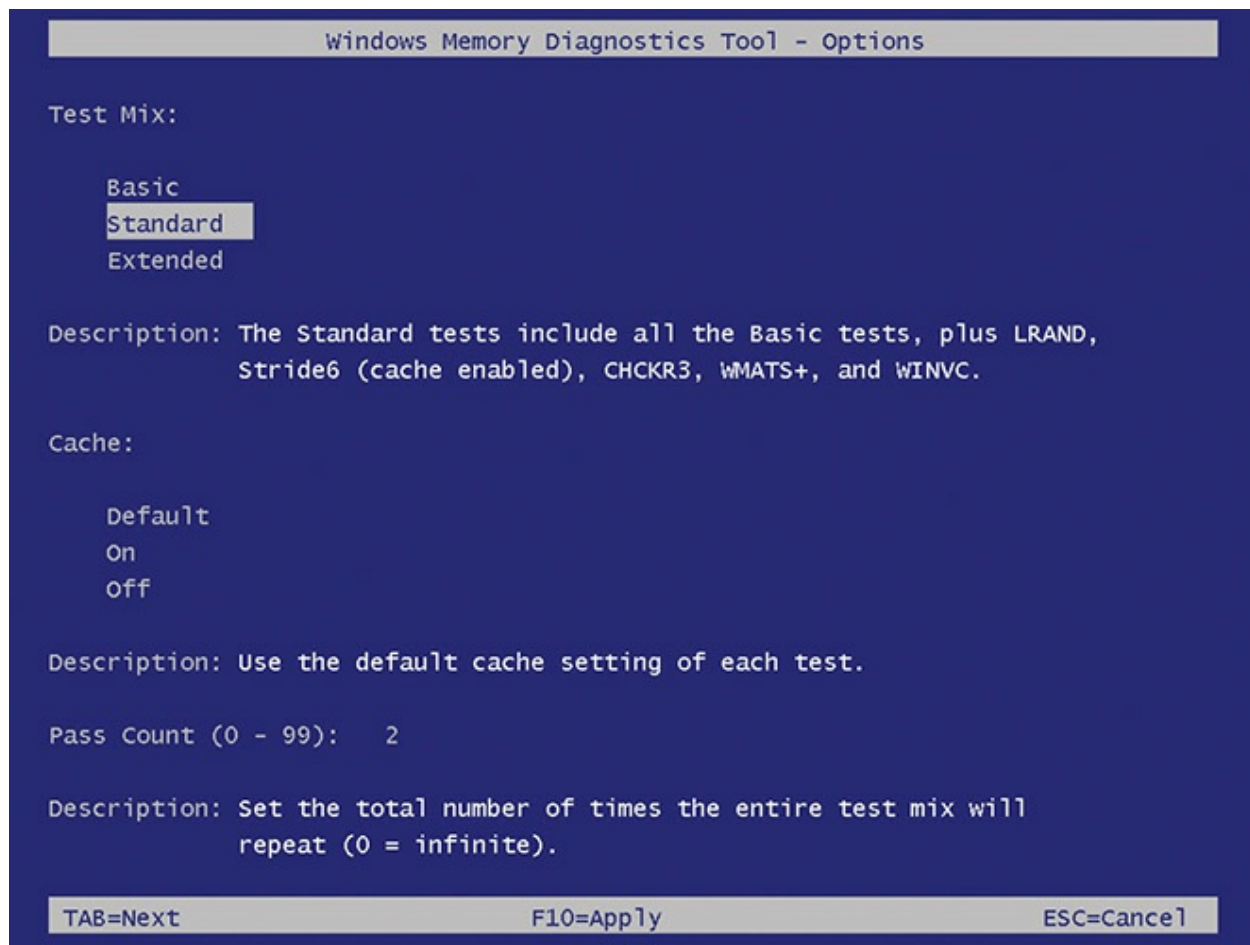 Windows Memory Diagnostics Tool - Options
Test Mix:
Basic
Standard
Extended
Description: The Standard tests include all the Basic tests, plus LRAND,
Stride6 (cache enabled), CHCKR3, WMATS+, and WINVC.
Cache:
Default
On
Off
Description: Use the default cache setting of each test.
Pass Count (0 - 99): 2
Description: Set the total number of times the entire test mix will
repeat (0 = infinite).
TAB=Next F10=Apply ESC=Cancel